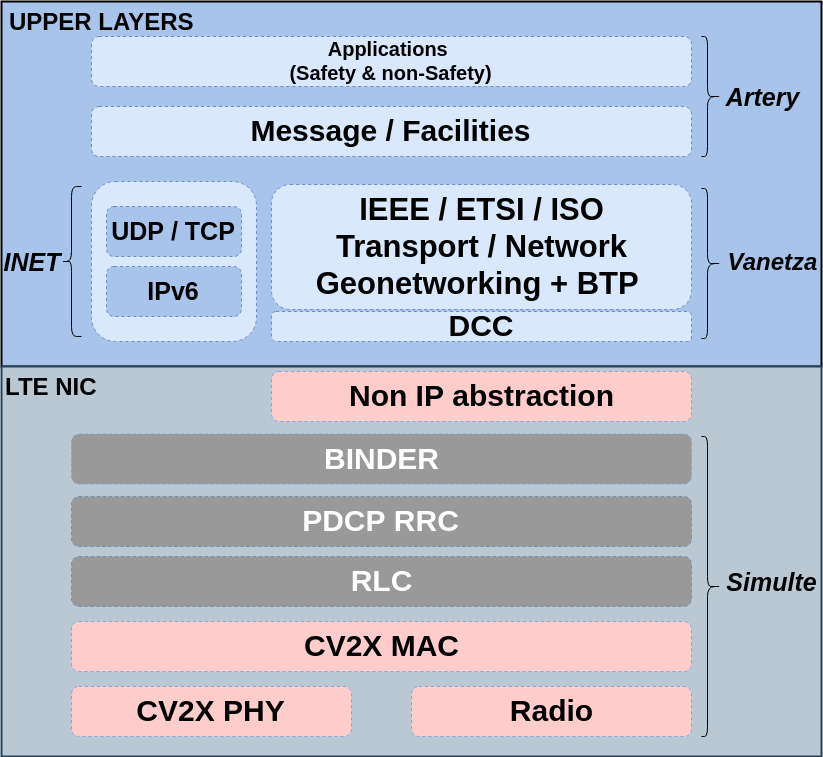 UPPER LAYERS
Applications
(Safety & non-Safety)
Artery
Message / Facilities
INET
UDP / TCP
IPv6
IEEE / ETSI / ISO
Transport / Network
Geonetworking + BTP
Vanetza
DCC
LTE NIC
Non IP abstraction
BINDER
PDCP RRC
RLC
Simulte
CV2X MAC
CV2X PHY
Radio